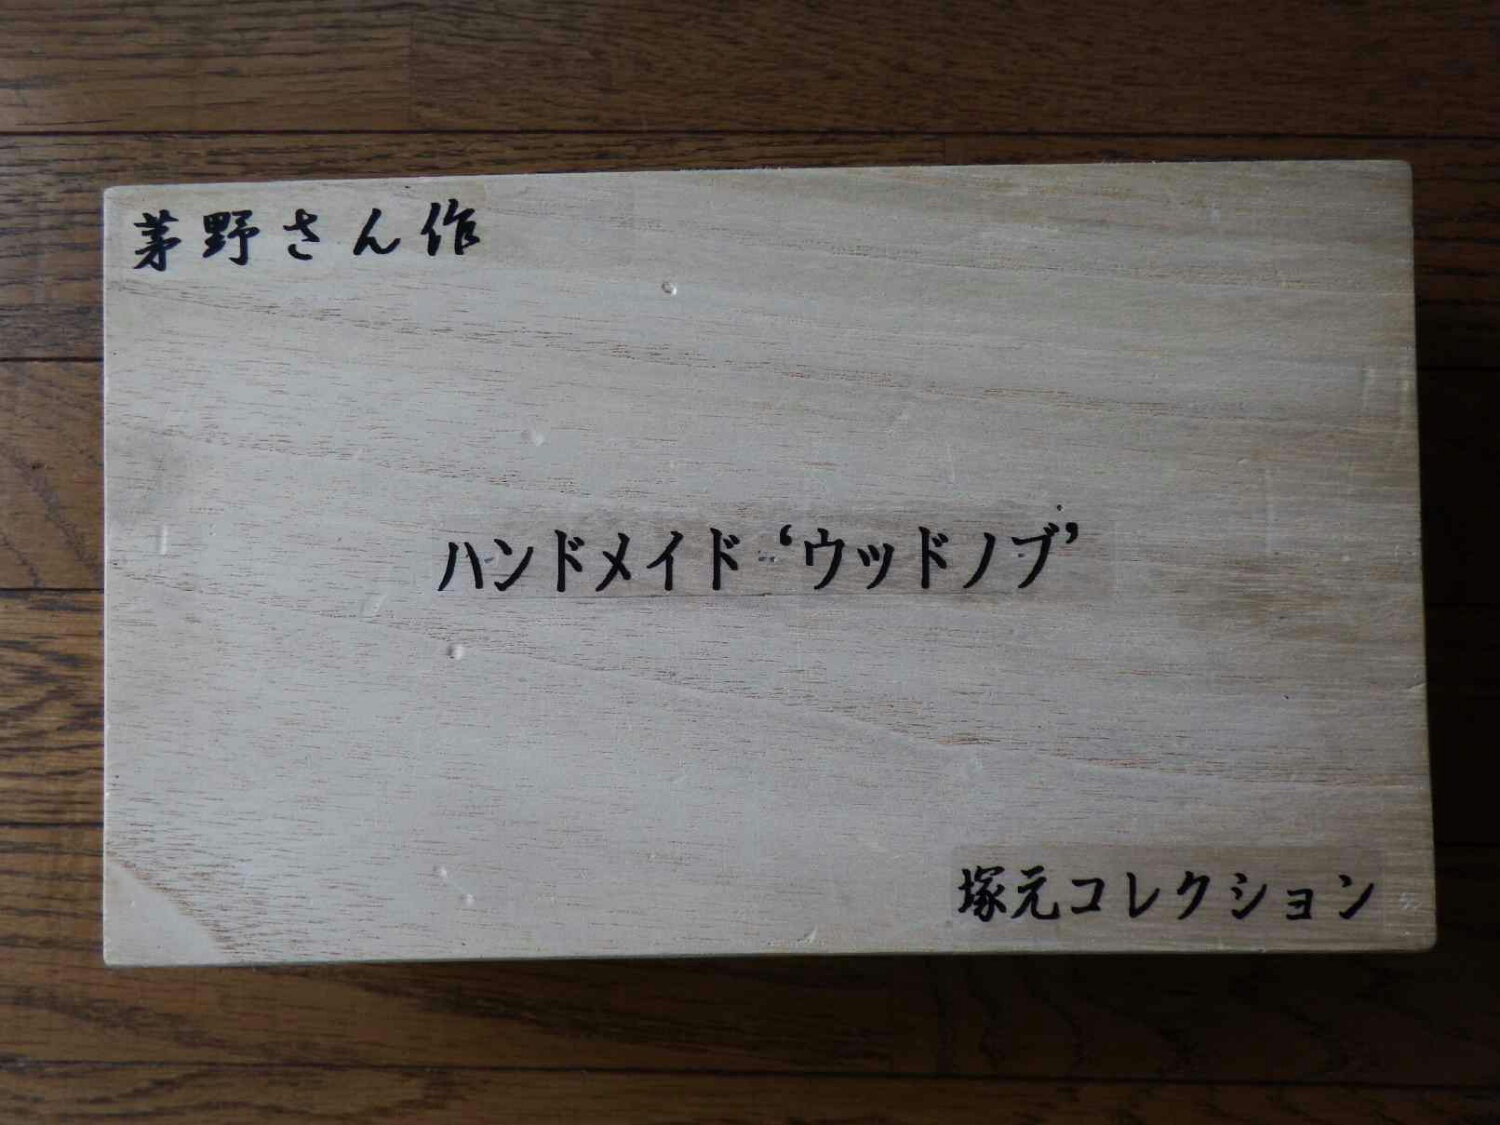 茅野さん作
ハンドメイド‘ウッドノブ’
塚元コレクション